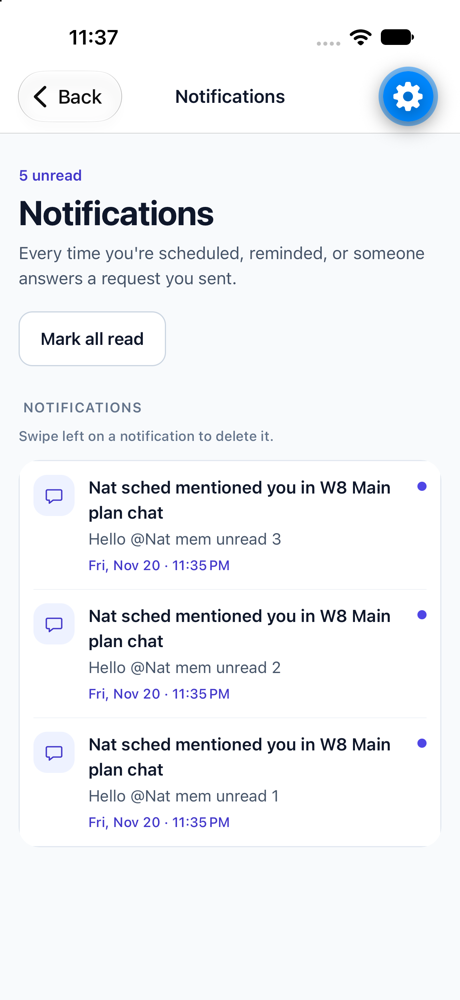 11:37
Back
Notifications
5 unread
Notifications
Every time you're scheduled, reminded, or someone
answers a request you sent.
Mark all read
NOTIFICATIONS
Swipe left on a notification to delete it.
Nat sched mentioned you in W8 Main
plan chat
Hello @Nat mem unread 3
Fri, Nov 20 · 11:35 PM
Nat sched mentioned you in W8 Main
plan chat
Hello @Nat mem unread 2
Fri, Nov 20 · 11:35 PM
Nat sched mentioned you in W8 Main
plan chat
Hello @Nat mem unread 1
Fri, Nov 20 · 11:35 PM